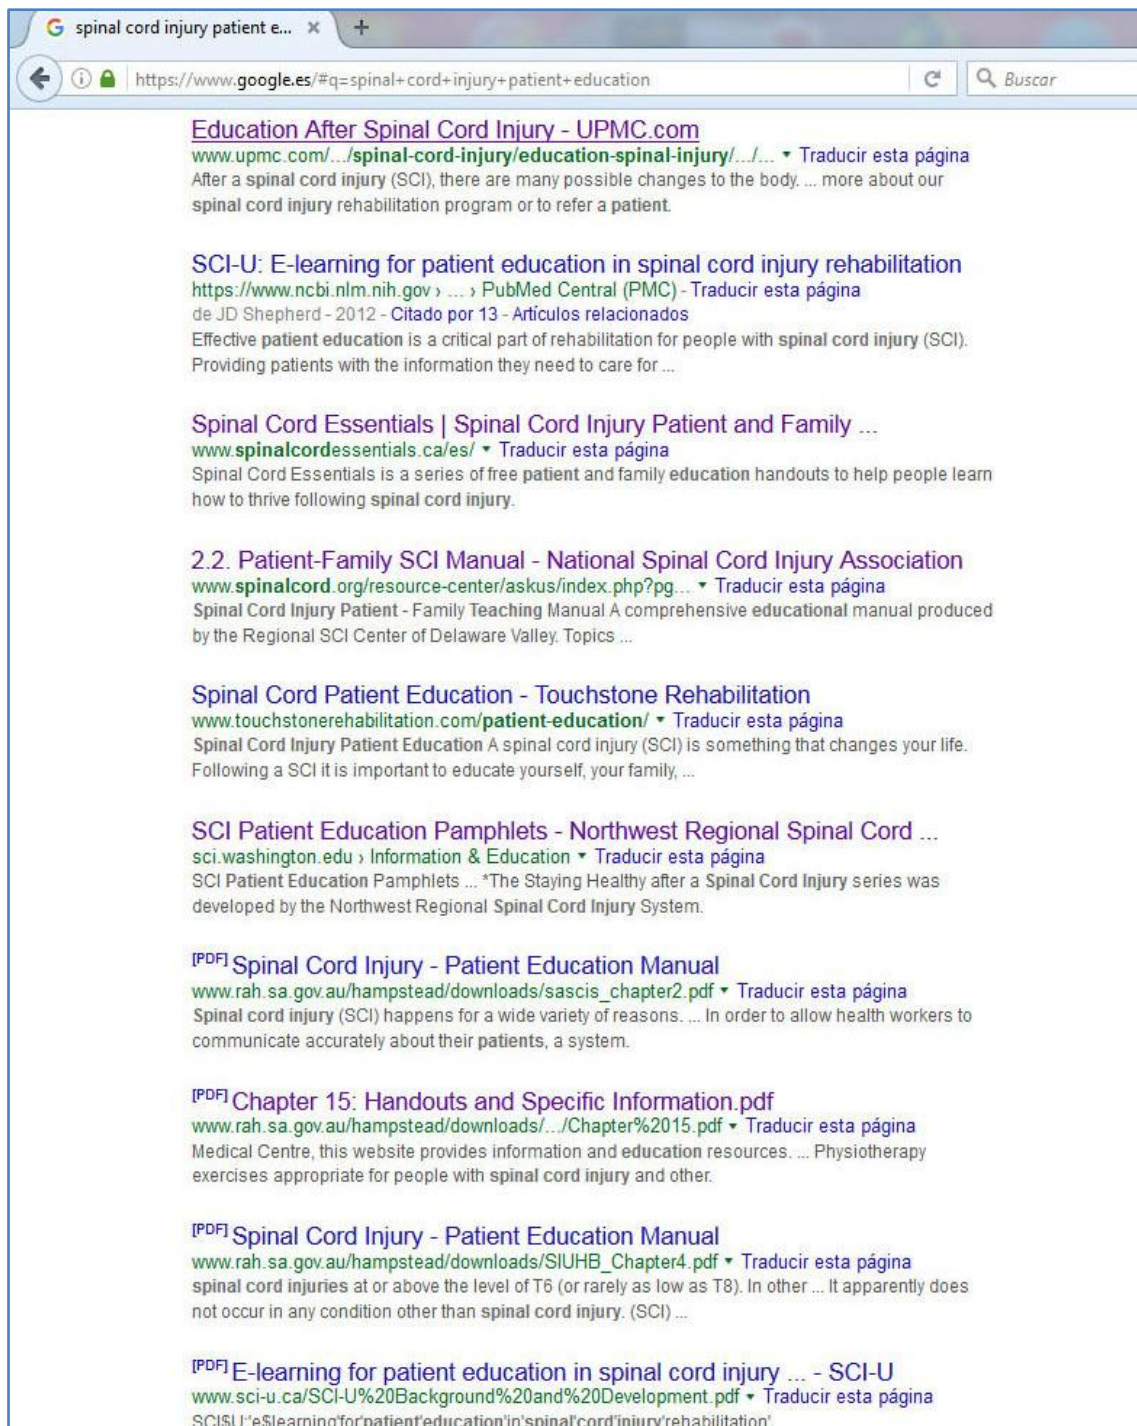 spinal cord injury patient e...
https://www.google.es/#q=spinal+cord+injury+patient+education
Buscar
Education After Spinal Cord Injury - UPMC.com
www.upmc.com/.../spinal-cord-injury/education-spinal-injury/.../... ▾ Traducir esta página
After a spinal cord injury (SCI), there are many possible changes to the body. ... more about our
spinal cord injury rehabilitation program or to refer a patient.
SCI-U: E-learning for patient education in spinal cord injury rehabilitation
https://www.ncbi.nlm.nih.gov › ... › PubMed Central (PMC) - Traducir esta página
de JD Shepherd - 2012 - Citado por 13 - Artículos relacionados
Effective patient education is a critical part of rehabilitation for people with spinal cord injury (SCI).
Providing patients with the information they need to care for ...
Spinal Cord Essentials | Spinal Cord Injury Patient and Family ...
www.spinalcordessentials.ca/es/ ▾ Traducir esta página
Spinal Cord Essentials is a series of free patient and family education handouts to help people learn
how to thrive following spinal cord injury.
2.2. Patient-Family SCI Manual - National Spinal Cord Injury Association
www.spinalcord.org/resource-center/askus/index.php?pg... ▾ Traducir esta página
Spinal Cord Injury Patient - Family Teaching Manual A comprehensive educational manual produced
by the Regional SCI Center of Delaware Valley. Topics ...
Spinal Cord Patient Education - Touchstone Rehabilitation
www.touchstonerehabilitation.com/patient-education/ ▾ Traducir esta página
Spinal Cord Injury Patient Education A spinal cord injury (SCI) is something that changes your life.
Following a SCI it is important to educate yourself, your family, ...
SCI Patient Education Pamphlets - Northwest Regional Spinal Cord ...
sci.washington.edu › Information & Education ▾ Traducir esta página
SCI Patient Education Pamphlets ... *The Staying Healthy after a Spinal Cord Injury series was
developed by the Northwest Regional Spinal Cord Injury System.
[PDF] Spinal Cord Injury - Patient Education Manual
www.rah.sa.gov.au/hampstead/downloads/sascis_chapter2.pdf ▾ Traducir esta página
Spinal cord injury (SCI) happens for a wide variety of reasons. ... In order to allow health workers to
communicate accurately about their patients, a system.
[PDF] Chapter 15: Handouts and Specific Information.pdf
www.rah.sa.gov.au/hampstead/downloads/.../Chapter%2015.pdf ▾ Traducir esta página
Medical Centre, this website provides information and education resources. ... Physiotherapy
exercises appropriate for people with spinal cord injury and other.
[PDF] Spinal Cord Injury - Patient Education Manual
www.rah.sa.gov.au/hampstead/downloads/SIUHB_Chapter4.pdf ▾ Traducir esta página
spinal cord injuries at or above the level of T6 (or rarely as low as T8). In other ... It apparently does
not occur in any condition other than spinal cord injury. (SCI) ...
[PDF] E-learning for patient education in spinal cord injury ... - SCI-U
www.sci-u.ca/SCI-U%20Background%20and%20Development.pdf ▾ Traducir esta página
SCI$U:'e$learning'for'patient'education'in'spinal'cord'injury'rehabilitation'